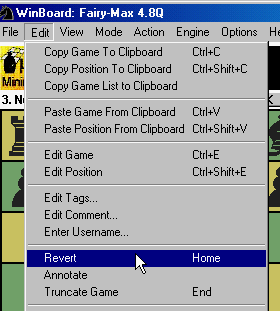 WinBoard: Fairy-Max 4.8Q
File Edit View Mode Action Engine Options
Copy Game To Clipboard Ctrl+C
Copy Position To Clipboard Ctrl+Shift+C
Copy Game List to Clipboard
Paste Game From Clipboard Ctrl+V
Paste Position From Clipboard Ctrl+Shift+V
Edit Game Ctrl+E
Edit Position Ctrl+Shift+E
Edit Tags...
Edit Comment...
Enter Username...
Revert Home
Annotate
Truncate Game End